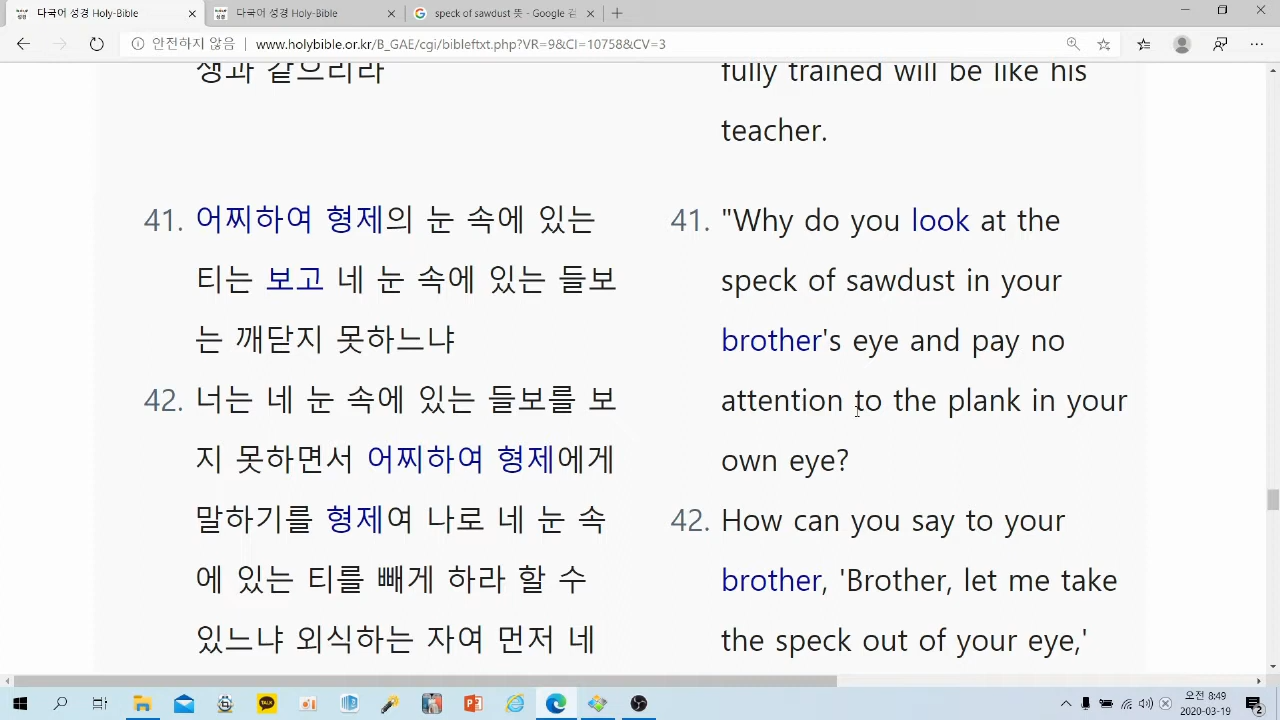 다국어 성경 Holy-Bible
다국어 성경 Holy-Bible
speck of sawdust 뜻 - Google 검
안전하지 않음
www.holybible.or.kr/B_GAE/cgi/bibleftxt.php?VR=9&CI=10758&CV=3
생과 같으리라
41. 어찌하여 형제의 눈 속에 있는
티는 보고 네 눈 속에 있는 들보
는 깨닫지 못하느냐
42. 너는 네 눈 속에 있는 들보를 보
지 못하면서 어찌하여 형제에게
말하기를 형제여 나로 네 눈 속
에 있는 티를 빼게 하라 할 수
있느냐 외식하는 자여 먼저 네
fully trained will be like his
teacher.
41. "Why do you look at the
speck of sawdust in your
brother's eye and pay no
attention to the plank in your
own eye?
42. How can you say to your
brother, 'Brother, let me take
the speck out of your eye,'
TALK
오전 8:49
2020-03-19
2